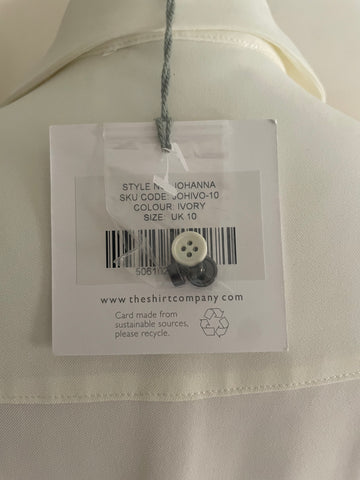 STYLE JOHANNA
SKU CODE: JOHIVO-10
COLOUR: IVORY
SIZE: UK 10
www.theshirtcompany.com
Card made from
sustainable sources,
please recycle.